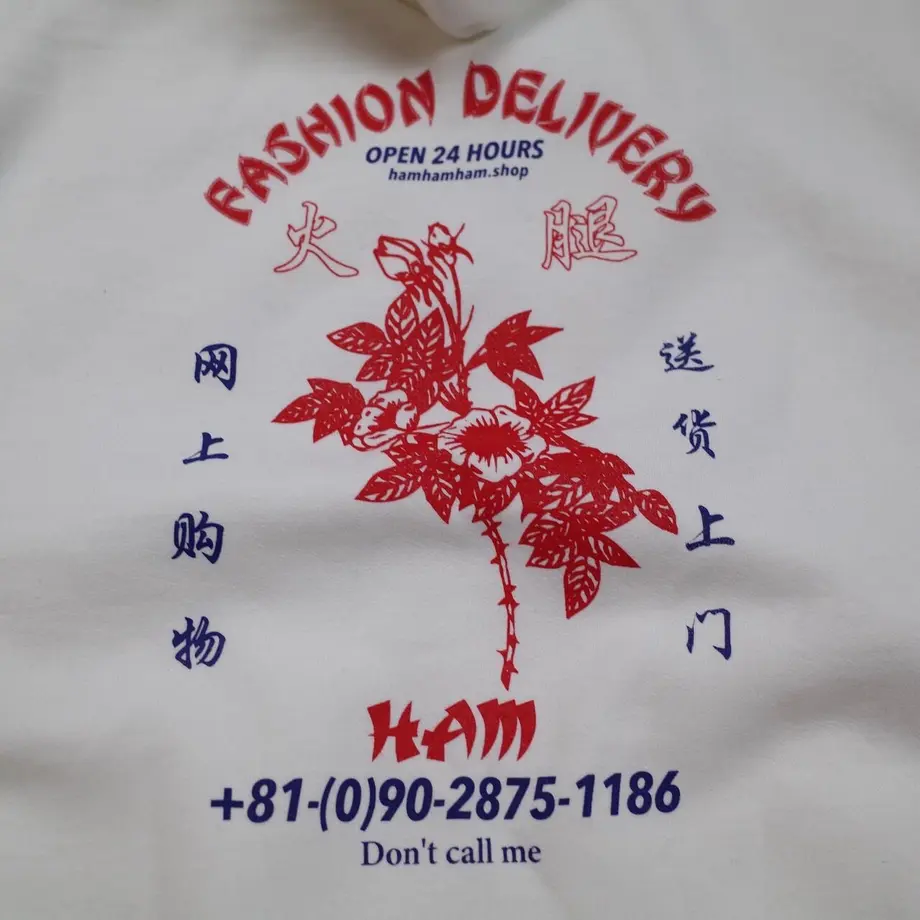 FASHION DELIVERY
OPEN 24 HOURS
hamhamham.shop
火腿
网上购物
送货上门
HAM
+81-(0)90-2875-1186
Don't call me